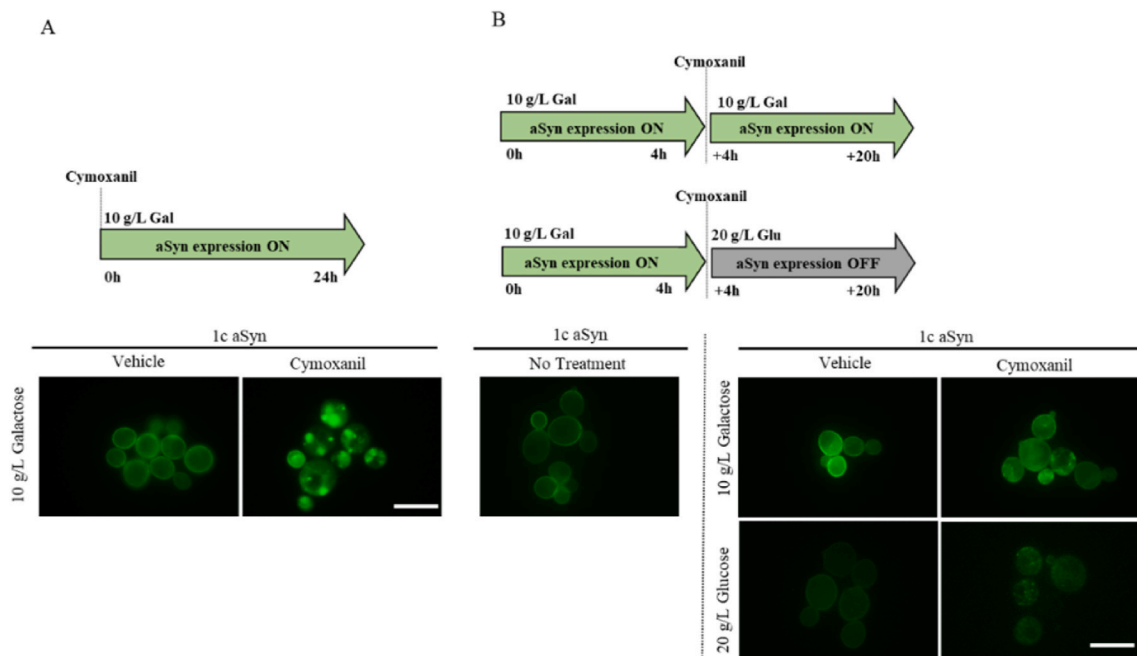 A
B
Cymoxanil
10 g/L Gal
aSyn expression ON
0h 24h
Cymoxanil
10 g/L Gal 10 g/L Gal
aSyn expression ON aSyn expression ON
0h 4h +4h +20h
Cymoxanil
10 g/L Gal 20 g/L Glu
aSyn expression ON aSyn expression OFF
0h 4h +4h +20h
1c aSyn
Vehicle Cymoxanil
10 g/L Galactose
1c aSyn
No Treatment
1c aSyn
Vehicle Cymoxanil
10 g/L Galactose
20 g/L Glucose